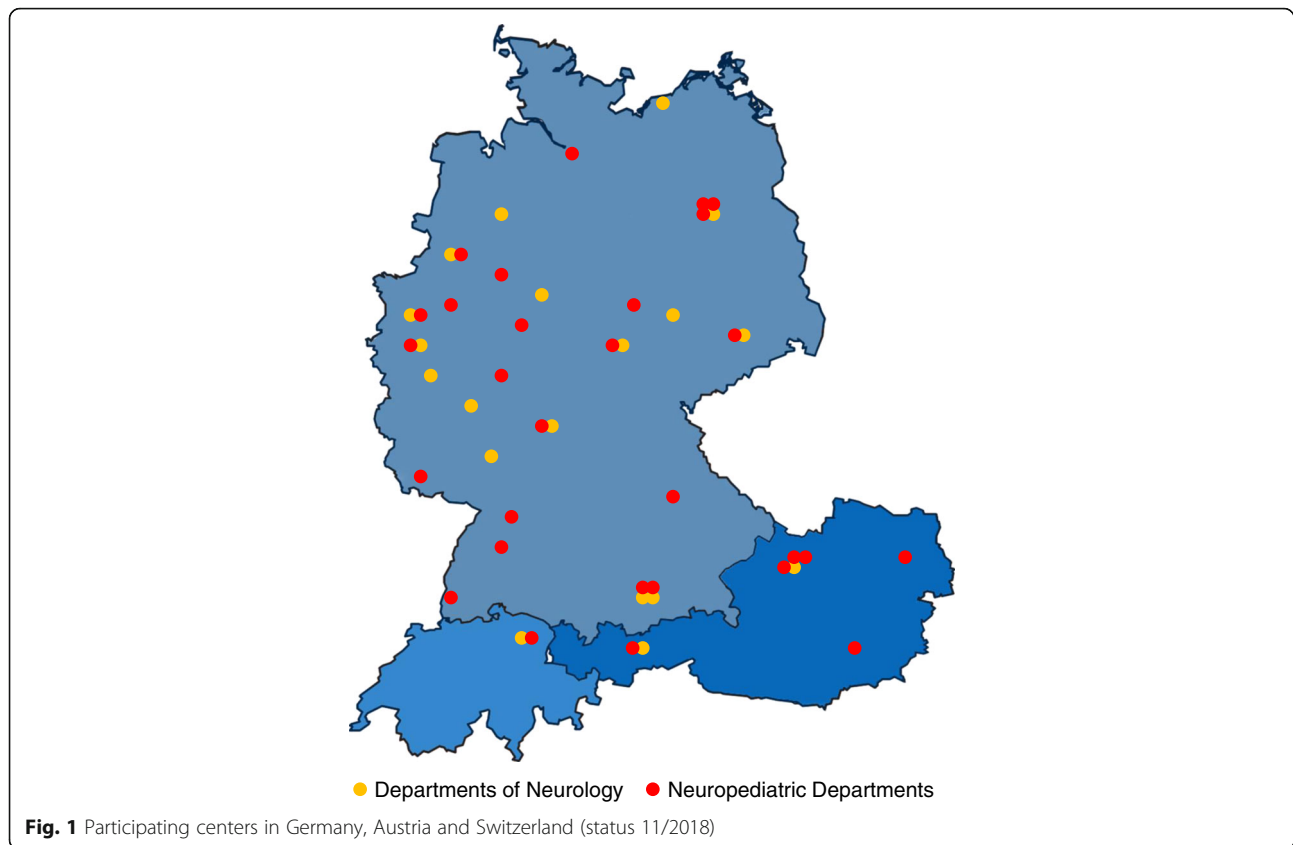 Departments of Neurology Neuropediatric Departments
Fig. 1 Participating centers in Germany, Austria and Switzerland (status 11/2018)